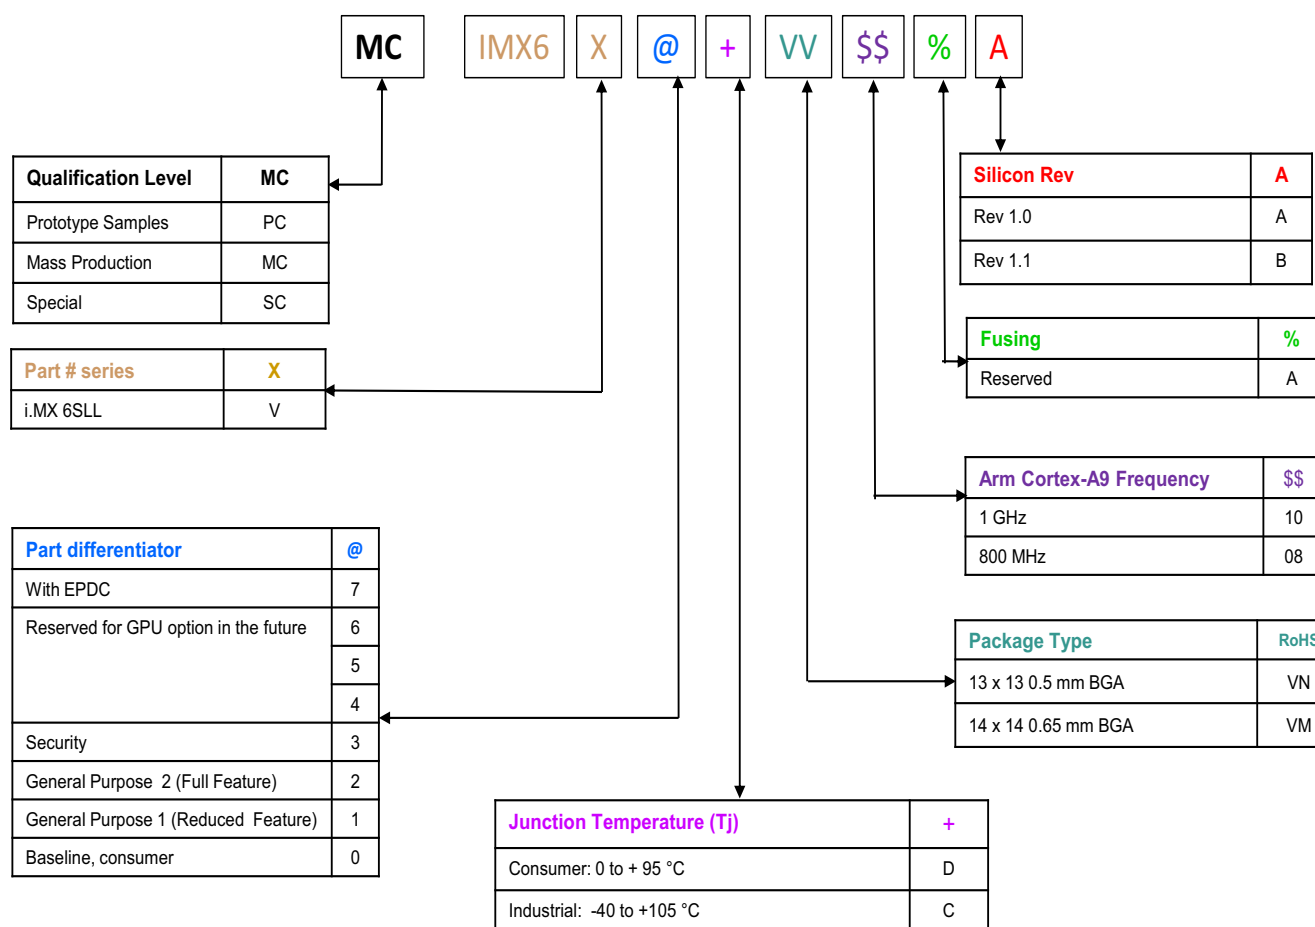 MC IMX6 X @ + VV $$ % A
Qualification Level MC
Prototype Samples PC
Mass Production MC
Special SC
Part # series X
i.MX 6SLL V
Part differentiator @
With EPDC 7
Reserved for GPU option in the future 6
5
4
Security 3
General Purpose 2 (Full Feature) 2
General Purpose 1 (Reduced Feature) 1
Baseline, consumer 0
Junction Temperature (Tj) +
Consumer: 0 to + 95 °C D
Industrial: -40 to +105 °C C
Silicon Rev A
Rev 1.0 A
Rev 1.1 B
Fusing %
Reserved A
Arm Cortex-A9 Frequency $$
1 GHz 10
800 MHz 08
Package Type RoHS
13 x 13 0.5 mm BGA VN
14 x 14 0.65 mm BGA VM